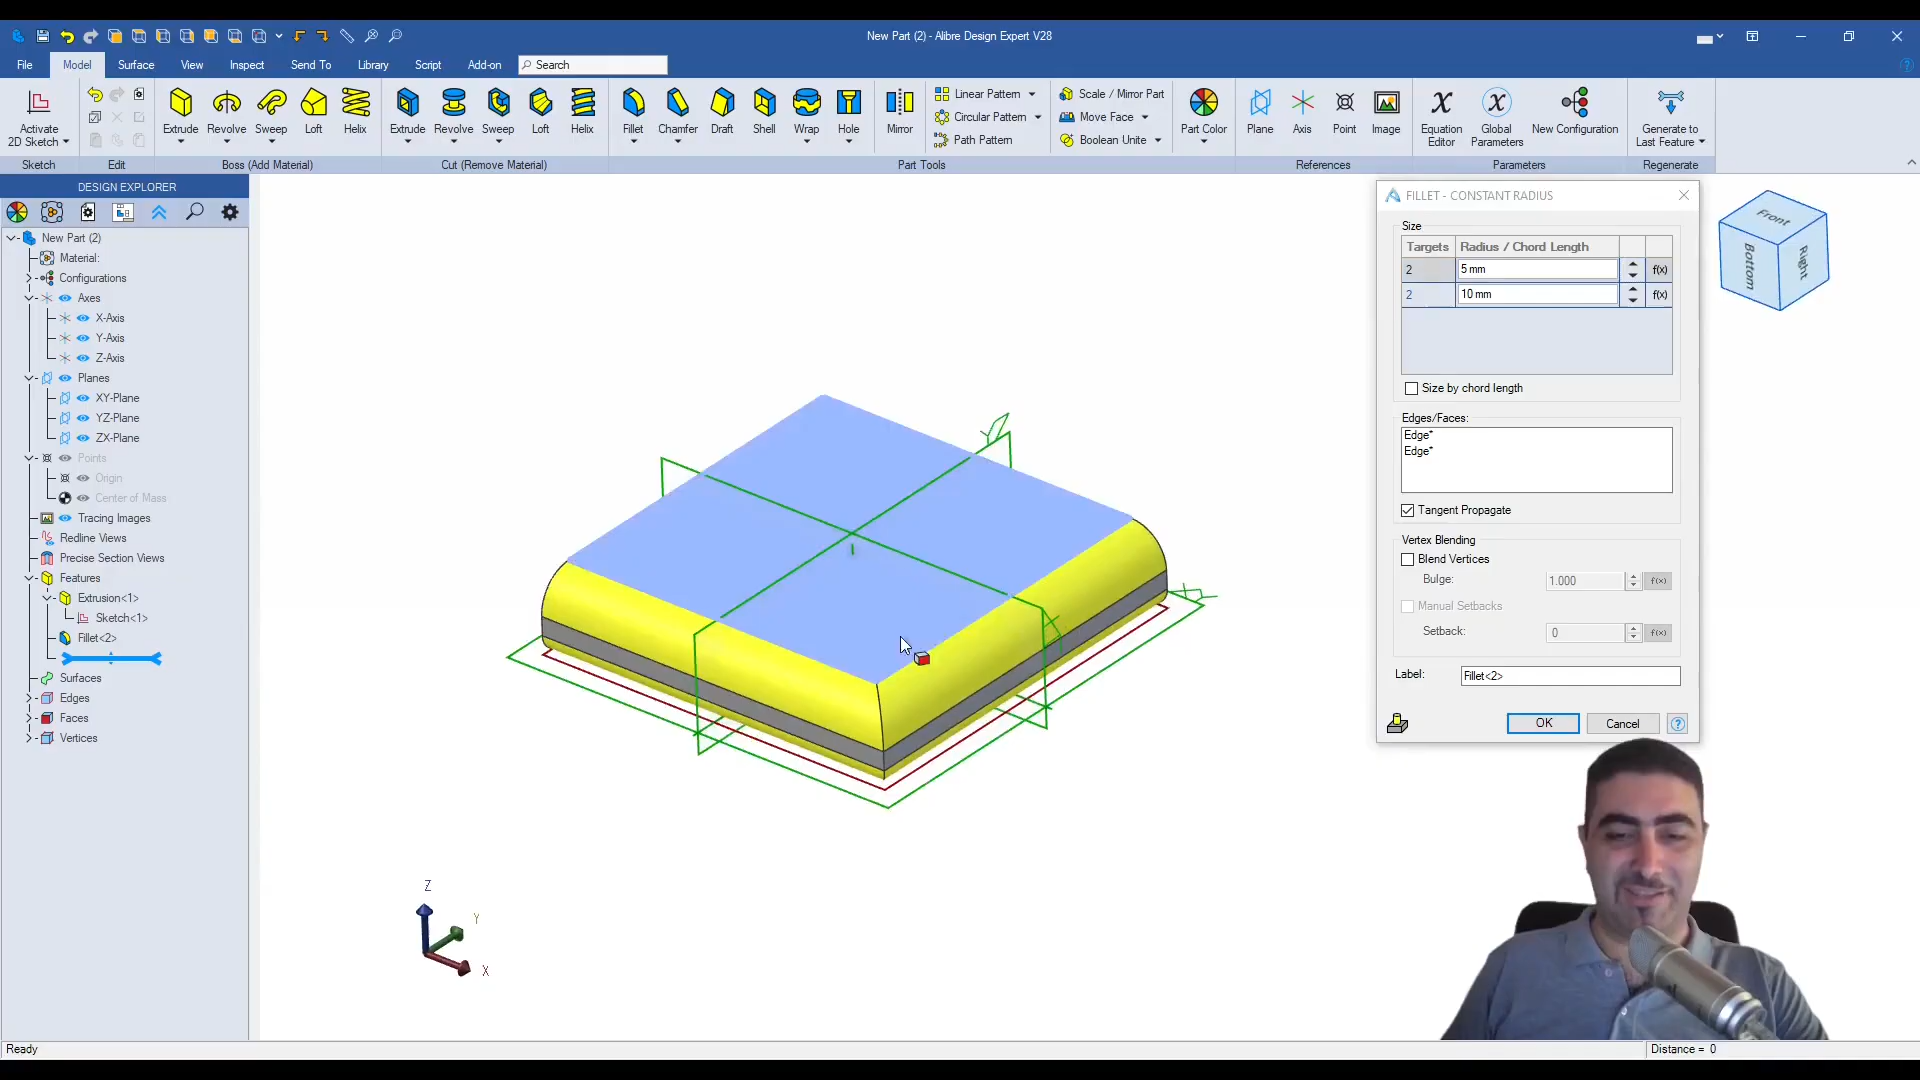 New Part (2) - Alibre Design Expert V28
File
Model
Surface
View
Inspect
Send To
Library
Script
Add-on
Search
Activate
2D Sketch
Extrude
Revolve
Sweep
Loft
Helix
Extrude
Revolve
Sweep
Loft
Helix
Fillet
Chamfer
Draft
Shell
Wrap
Hole
Mirror
Linear Pattern
Circular Pattern
Path Pattern
Scale / Mirror Part
Move Face
Boolean Unite
Part Color
Plane
Axis
Point
Image
Equation
Editor
Global
Parameters
New Configuration
Generate to
Last Feature
Sketch
Edit
Boss (Add Material)
Cut (Remove Material)
Part Tools
References
Parameters
Regenerate
DESIGN EXPLORER
New Part (2)
Material:
Configurations
Axes
X-Axis
Y-Axis
Z-Axis
Planes
XY-Plane
YZ-Plane
ZX-Plane
Points
Origin
Center of Mass
Tracing Images
Redline Views
Precise Section Views
Features
Extrusion<1>
Sketch<1>
Fillet<2>
Surfaces
Edges
Faces
Vertices
FILLET - CONSTANT RADIUS
Size
Targets
Radius / Chord Length
2
5 mm
f(x)
2
10 mm
f(x)
Size by chord length
Edges/Faces:
Edge*
Edge*
Tangent Propagate
Vertex Blending
Blend Vertices
Bulge:
1.000
f(x)
Manual Setbacks
Setback:
0
f(x)
Label:
Fillet<2>
OK
Cancel
?
Front
Bottom
Right
Z
Y
X
Ready
Distance = 0